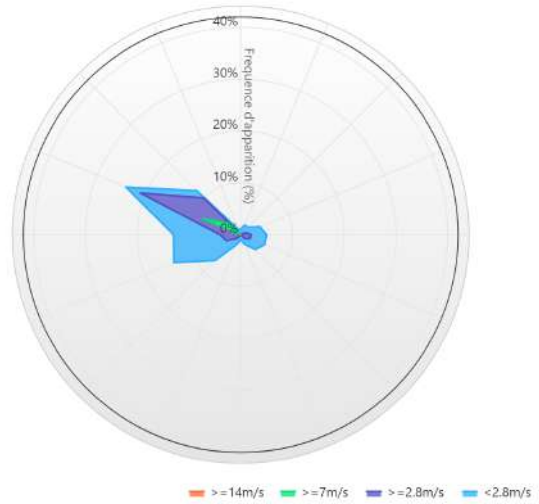 40%
30%
20%
10%
0%
Frequence d'apparition (%)
>=14m/s >=7m/s >=2.8m/s <2.8m/s